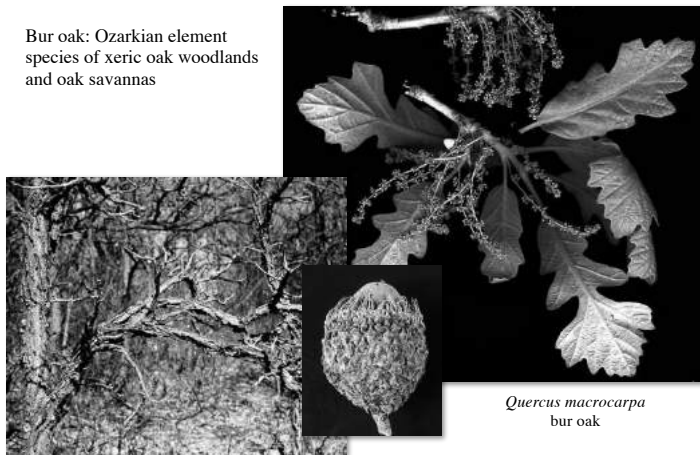 Bur oak: Ozarkian element
species of xeric oak woodlands
and oak savannas
Quercus macrocarpa
bur oak